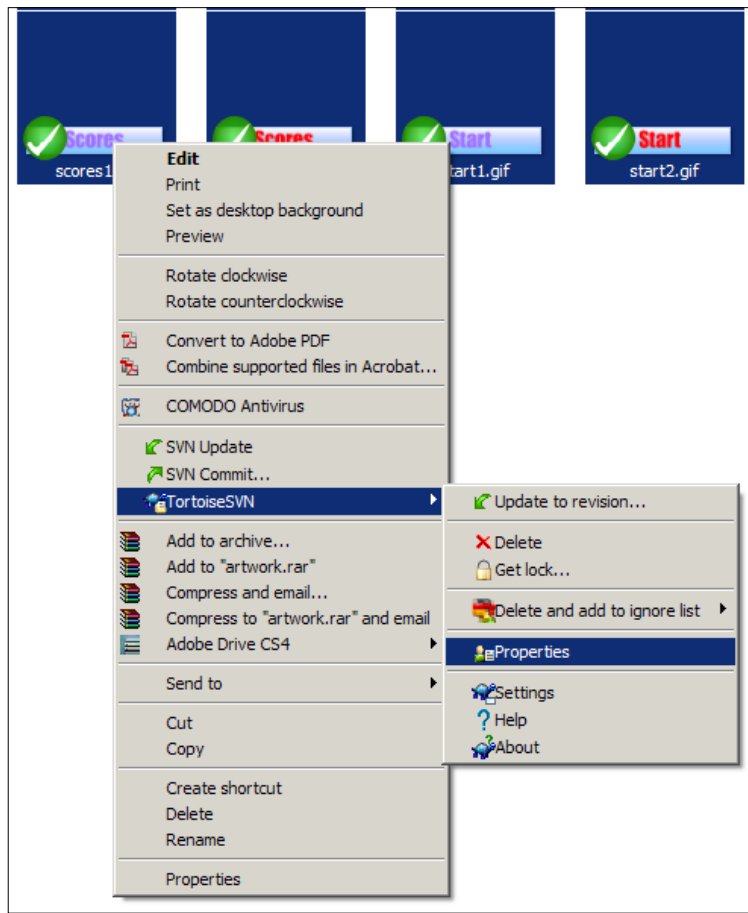 Scores
Scores
Start
Start
scores1
tart1.gif
start2.gif
Edit
Print
Set as desktop background
Preview
Rotate clockwise
Rotate counterclockwise
Convert to Adobe PDF
Combine supported files in Acrobat...
COMODO Antivirus
SVN Update
SVN Commit...
TortoiseSVN
Add to archive...
Add to "artwork.rar"
Compress and email...
Compress to "artwork.rar" and email
Adobe Drive CS4
Send to
Cut
Copy
Create shortcut
Delete
Rename
Properties
Update to revision...
Delete
Get lock...
Delete and add to ignore list
Properties
Settings
Help
About